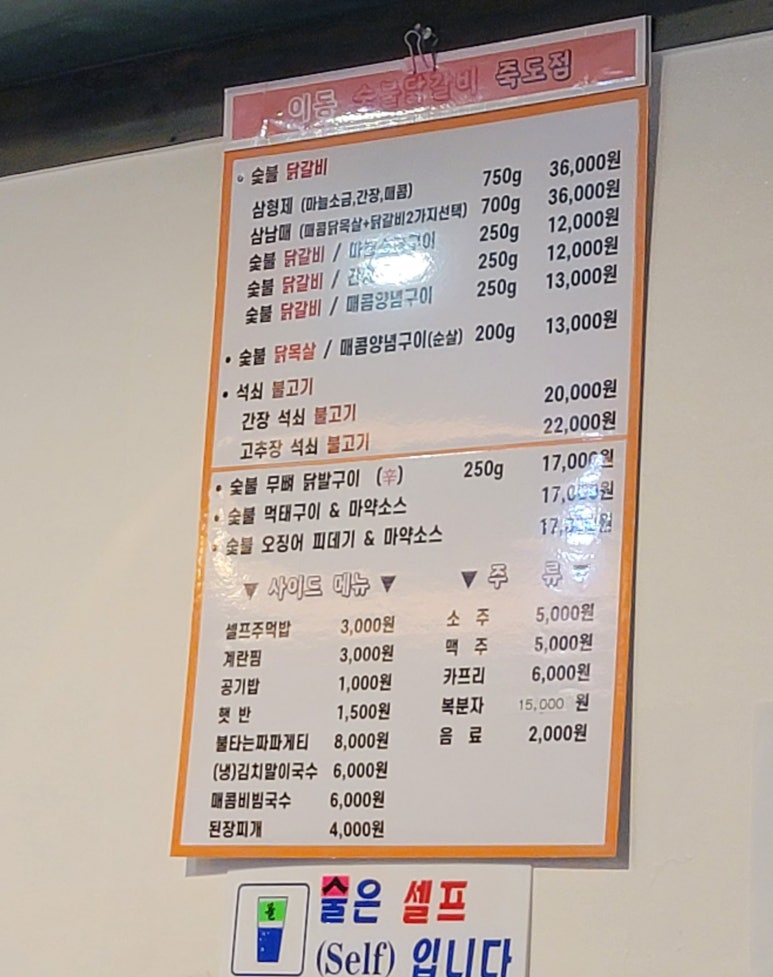 이동 숯불닭갈비 죽도점
숯불 닭갈비
삼형제 (마늘소금,간장,매콤) 750g 36,000원
삼남매 (매콤닭목살+닭갈비2가지선택) 700g 36,000원
숯불 닭갈비 / 250g 12,000원
숯불 닭갈비 / 250g 12,000원
숯불 닭갈비 / 매콤양념구이 250g 13,000원
• 숯불 닭목살 / 매콤양념구이(순살) 200g 13,000원
• 석쇠 불고기
간장 석쇠 불고기 20,000원
고추장 석쇠 불고기 22,000원
• 숯불 무뼈 닭발구이 (辛) 250g 17,000원
• 숯불 먹태구이 & 마약소스
• 숯불 오징어 피데기 & 마약소스
▼ 사이드 메뉴 ▼
셀프주먹밥 3,000원
계란찜 3,000원
공기밥 1,000원
햇 반 1,500원
불타는파파게티 8,000원
(냉)김치말이국수 6,000원
매콤비빔국수 6,000원
된장찌개 4,000원
▼ 주 류 ▼
소 주 5,000원
맥 주 5,000원
카프리 6,000원
복분자 15,000 원
음 료 2,000원
술은 셀프
(Self) 입니다